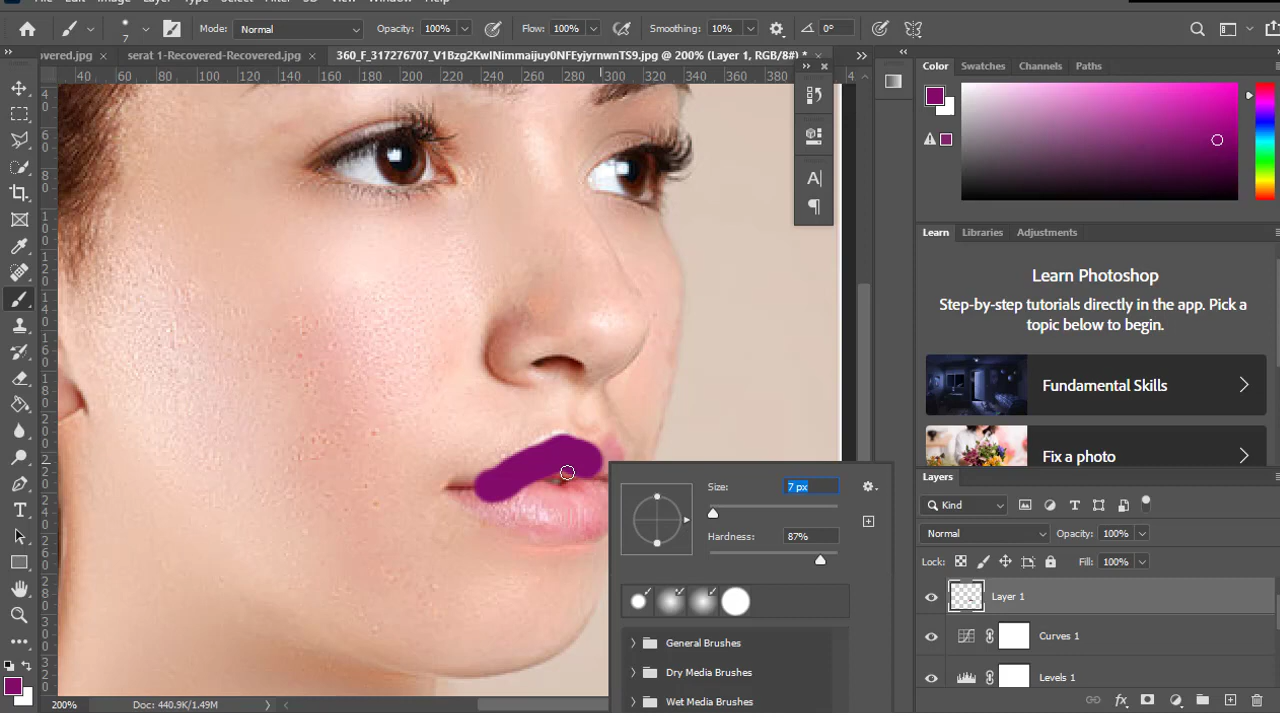 Mode: Normal Opacity: 100% Flow: 100% Smoothing: 10% 0°
7
vered.jpg serat 1-Recovered-Recovered.jpg 360_F_317276707_V1Bzg2KwlNimmaijuy0NFEyjyrnwnTS9.jpg @ 200% (Layer 1, RGB/8#) *
40 60 80 100 120 140 160 180 200 220 240 260 280 300 320 340 360 380 4
Color Swatches Channels Paths
Learn Libraries Adjustments
Learn Photoshop
Step-by-step tutorials directly in the app. Pick a
topic below to begin.
Fundamental Skills
Fix a photo
Size: 7 px
Hardness: 87%
General Brushes
Dry Media Brushes
Wet Media Brushes
Layers
Kind
Normal Opacity: 100%
Lock: Fill: 100%
Layer 1
Curves 1
Levels 1
200% Doc: 440.9K/1.49M